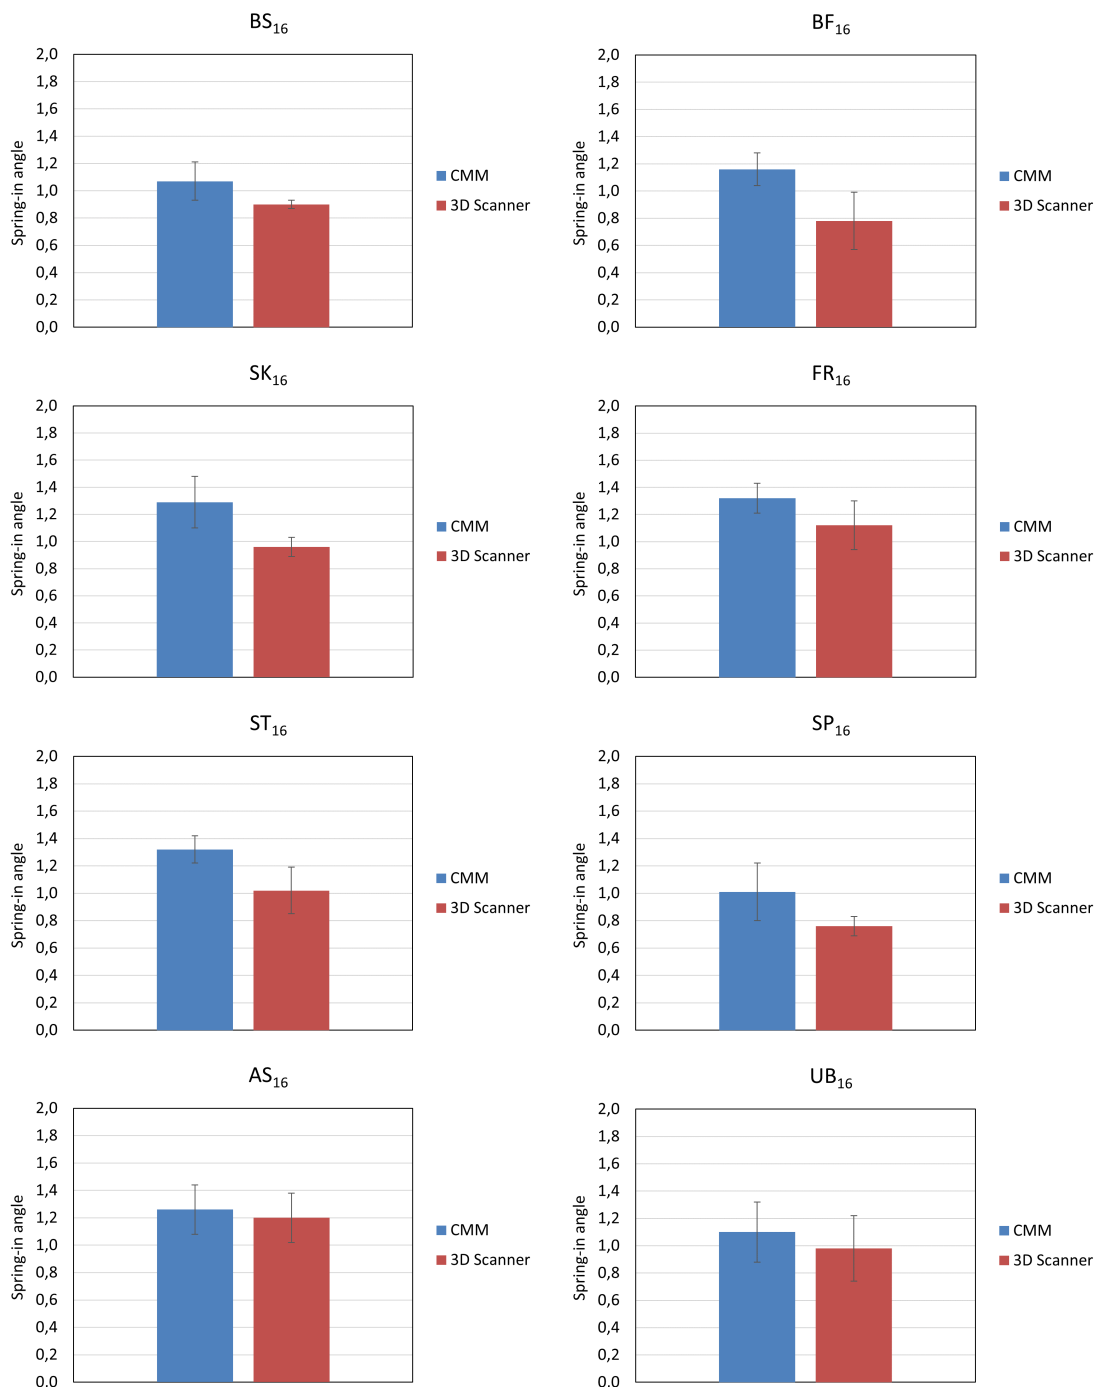 BS₁₆
2,0
1,8
1,6
1,4
1,2
1,0
0,8
0,6
0,4
0,2
0,0
Spring-in angle
CMM
3D Scanner
BF₁₆
2,0
1,8
1,6
1,4
1,2
1,0
0,8
0,6
0,4
0,2
0,0
Spring-in angle
CMM
3D Scanner
SK₁₆
2,0
1,8
1,6
1,4
1,2
1,0
0,8
0,6
0,4
0,2
0,0
Spring-in angle
CMM
3D Scanner
FR₁₆
2,0
1,8
1,6
1,4
1,2
1,0
0,8
0,6
0,4
0,2
0,0
Spring-in angle
CMM
3D Scanner
ST₁₆
2,0
1,8
1,6
1,4
1,2
1,0
0,8
0,6
0,4
0,2
0,0
Spring-in angle
CMM
3D Scanner
SP₁₆
2,0
1,8
1,6
1,4
1,2
1,0
0,8
0,6
0,4
0,2
0,0
Spring-in angle
CMM
3D Scanner
AS₁₆
2,0
1,8
1,6
1,4
1,2
1,0
0,8
0,6
0,4
0,2
0,0
Spring-in angle
CMM
3D Scanner
UB₁₆
2,0
1,8
1,6
1,4
1,2
1,0
0,8
0,6
0,4
0,2
0,0
Spring-in angle
CMM
3D Scanner